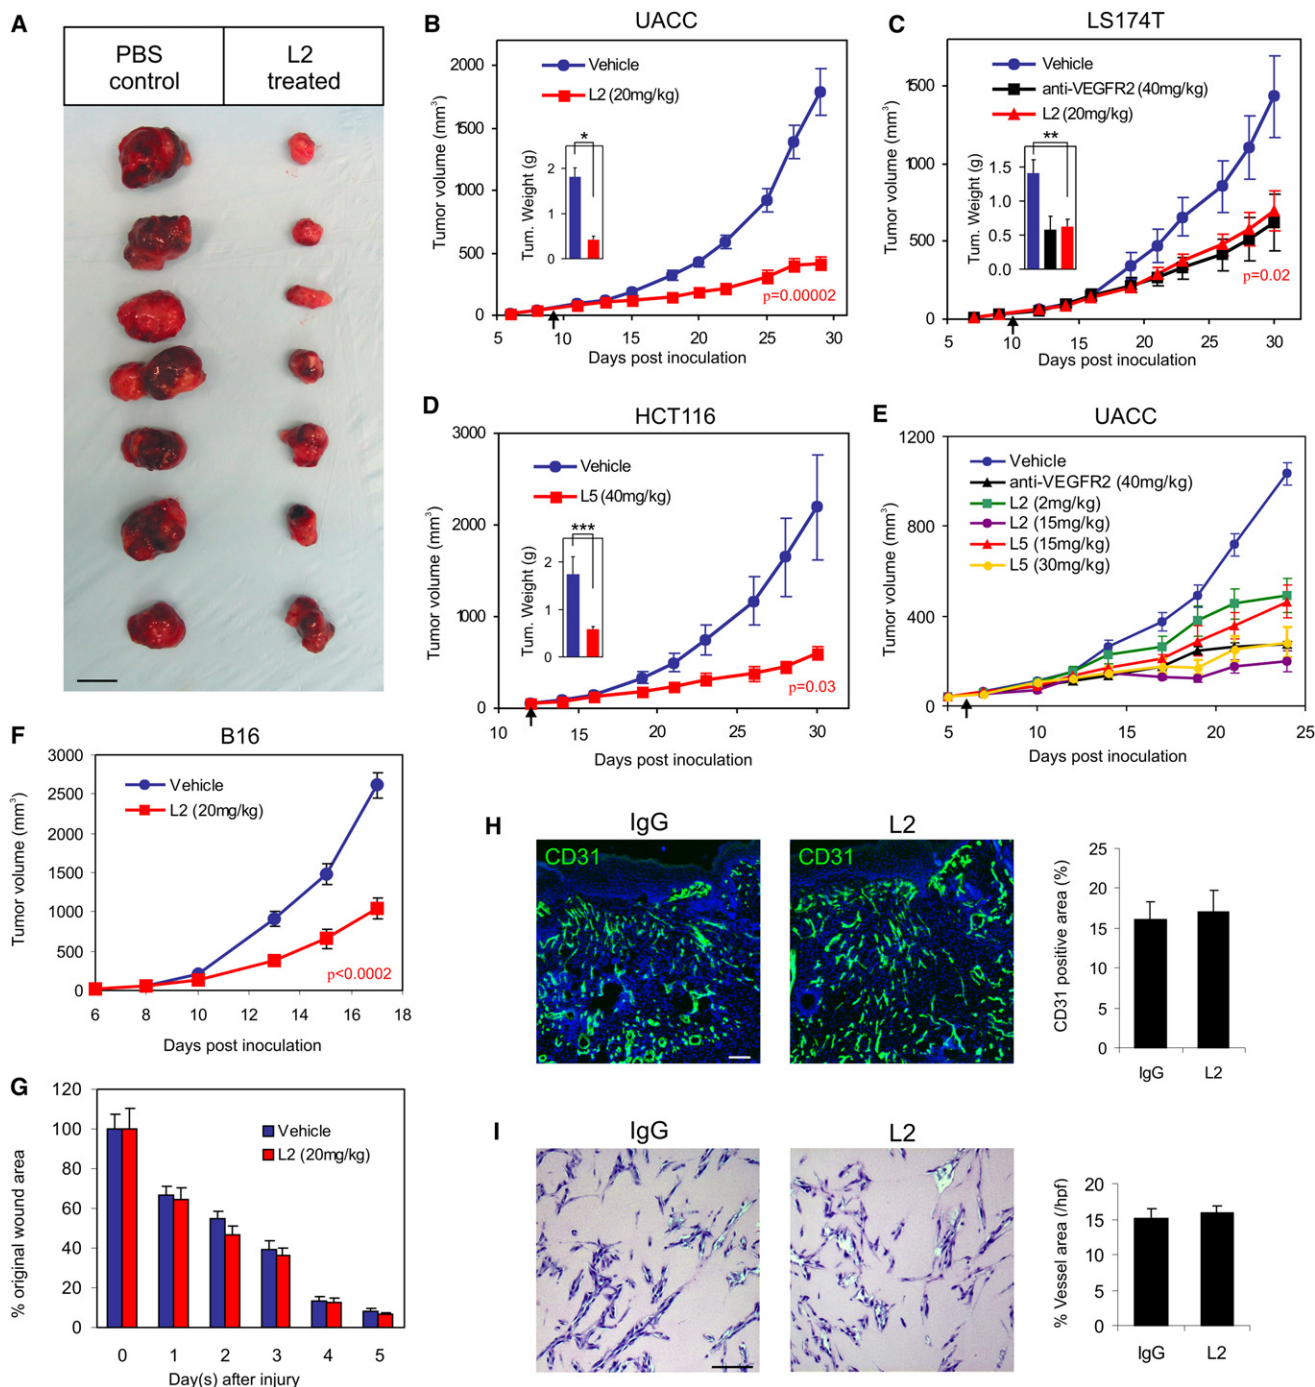 A
PBS control
L2 treated
B
UACC
Tumor volume (mm³)
2000
1500
1000
500
0
Vehicle
L2 (20mg/kg)
Tum. Weight (g)
2
1
0
*
p=0.00002
5
10
15
20
25
30
Days post inoculation
C
LS174T
Tumor volume (mm³)
1500
1000
500
0
Vehicle
anti-VEGFR2 (40mg/kg)
L2 (20mg/kg)
Tum. Weight (g)
1.5
1.0
0.5
0.0
**
p=0.02
5
10
15
20
25
30
Days post inoculation
D
HCT116
Tumor volume (mm³)
3000
2000
1000
0
Vehicle
L5 (40mg/kg)
Tum. Weight (g)
2
1
0
***
p=0.03
10
15
20
25
30
Days post inoculation
E
UACC
Tumor volume (mm³)
1200
800
400
0
Vehicle
anti-VEGFR2 (40mg/kg)
L2 (2mg/kg)
L2 (15mg/kg)
L5 (15mg/kg)
L5 (30mg/kg)
5
10
15
20
25
Days post inoculation
F
B16
Tumor volume (mm³)
3000
2500
2000
1500
1000
500
0
Vehicle
L2 (20mg/kg)
p<0.0002
6
8
10
12
14
16
18
Days post inoculation
G
% original wound area
120
100
80
60
40
20
0
Vehicle
L2 (20mg/kg)
0
1
2
3
4
5
Day(s) after injury
H
IgG
L2
CD31
CD31
CD31 positive area (%)
25
20
15
10
5
0
IgG
L2
I
IgG
L2
% Vessel area (/hpf)
20
15
10
5
0
IgG
L2